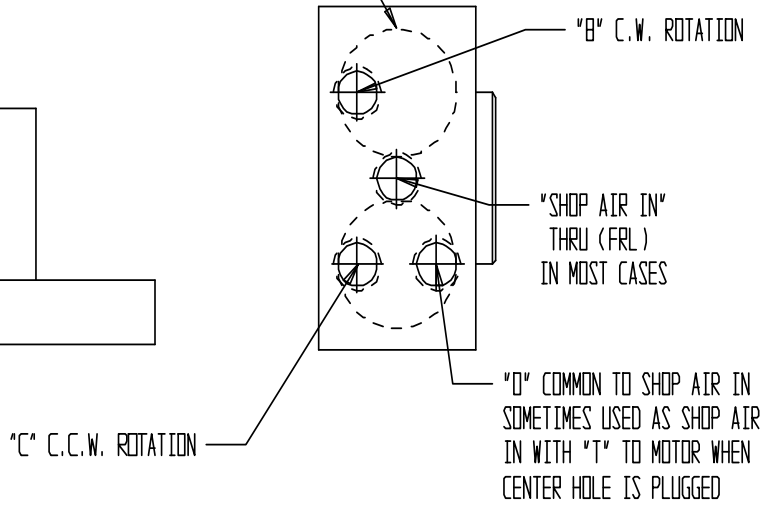 "B" C.W. ROTATION
"SHOP AIR IN"
THRU (FRL)
IN MOST CASES
"D" COMMON TO SHOP AIR IN
SOMETIMES USED AS SHOP AIR
IN WITH "T" TO MOTOR WHEN
CENTER HOLE IS PLUGGED
"C" C.C.W. ROTATION